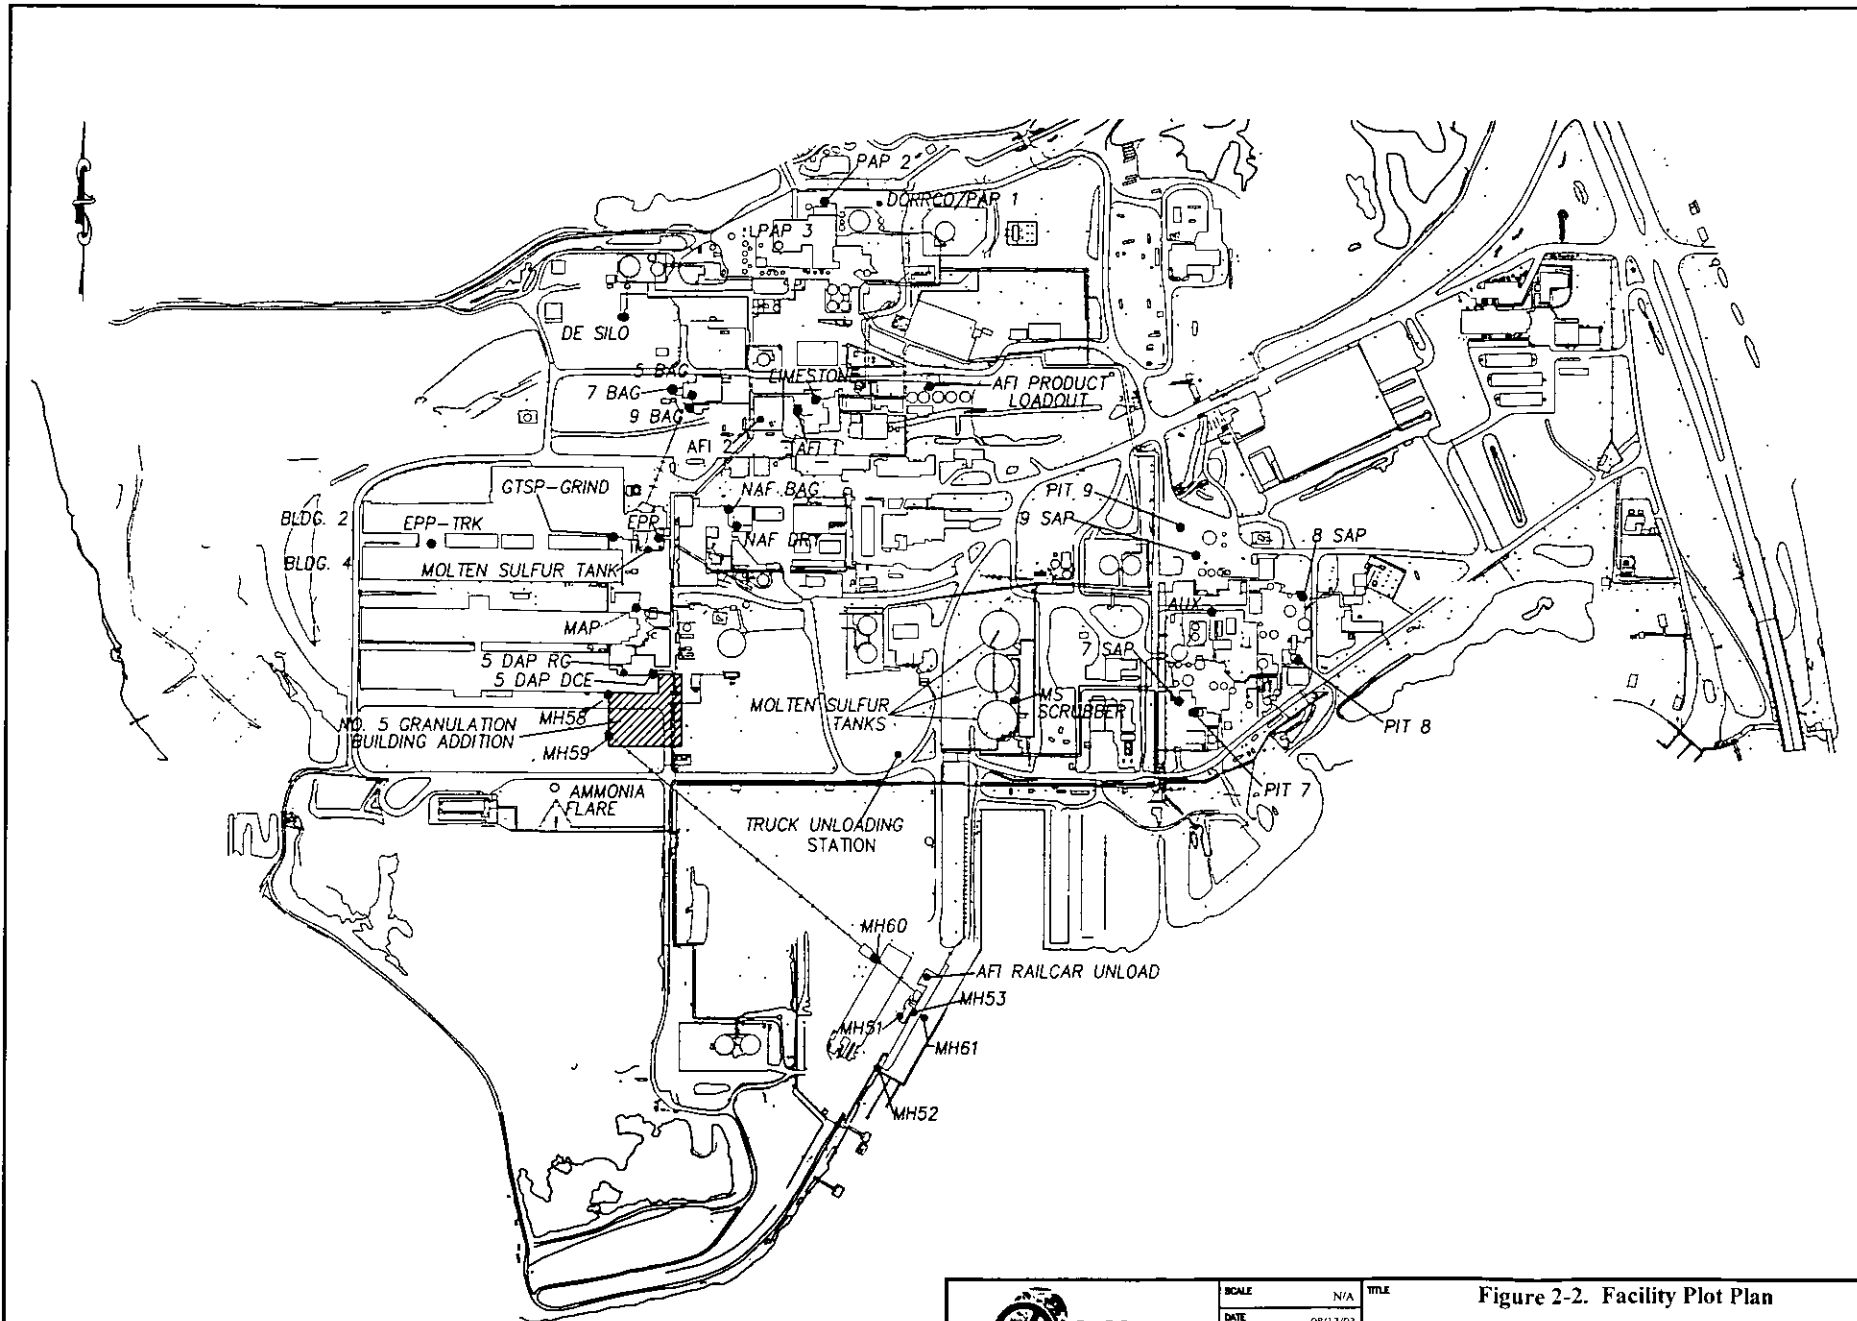 PAP 2
DORRCO/PAP 1
LPAP 3
DE SILO
5 BAG
LIMESTONE
7 BAG
AFI PRODUCT
LOADOUT
9 BAG
AFI 2
AFI 1
GTSP-GRIND
NAF BAG
PIT 9
BLDG. 2
EPP-TRK
EPP
9 SAP
NAF DRY
8 SAP
BLDG. 4
MOLTEN SULFUR TANK
AUX
MAP
5 DAP RG
7 SAP
5 DAP DCE
MOLTEN SULFUR
TANKS
MS
SCRUBBER
MH58
NO. 5 GRANULATION
BUILDING ADDITION
PIT 8
MH59
AMMONIA
FLARE
PIT 7
TRUCK UNLOADING
STATION
MH60
AFI RAILCAR UNLOAD
MH53
MH51
MH61
MH52
SCALE N/A
TITLE
Figure 2-2. Facility Plot Plan
DATE